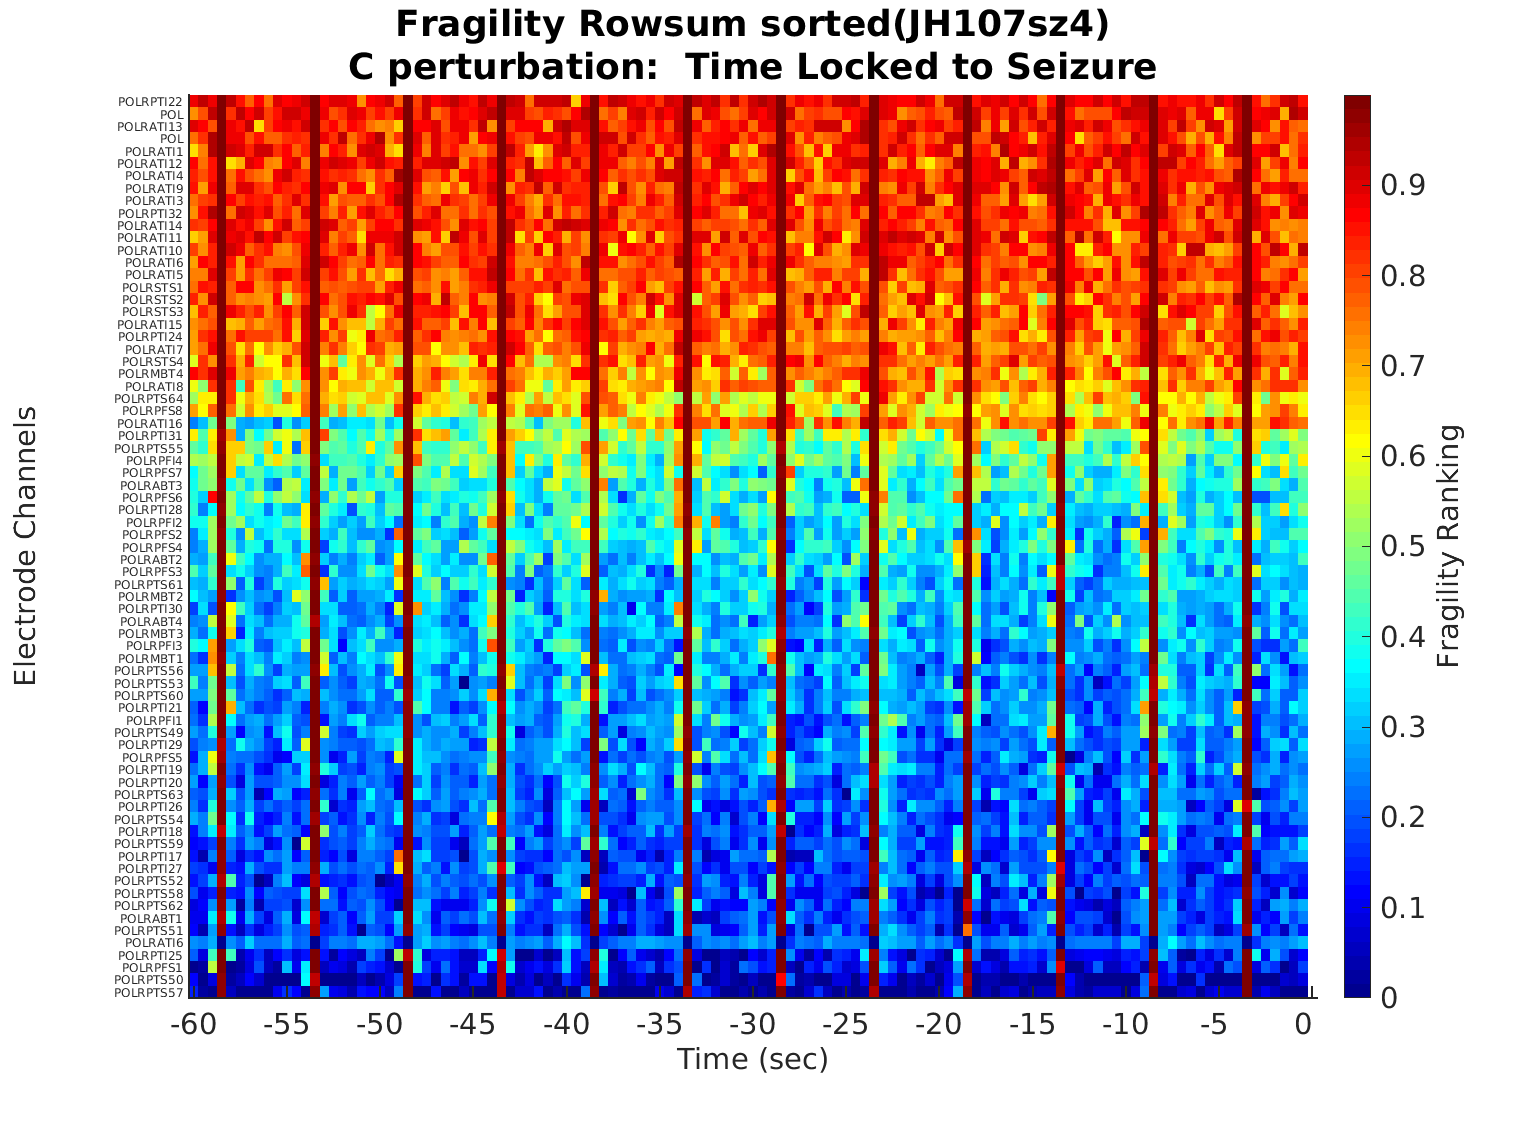 Fragility Rowsum sorted(JH107sz4)
C perturbation:  Time Locked to Seizure
Electrode Channels
POLRPTI22
POL
POLRATI13
POL
POLRATI1
POLRATI12
POLRATI4
POLRATI9
POLRATI3
POLRPTI32
POLRATI14
POLRATI11
POLRATI10
POLRATI6
POLRATI5
POLRSTS1
POLRSTS2
POLRSTS3
POLRATI15
POLRPTI24
POLRATI7
POLRSTS4
POLRMBT4
POLRATI8
POLRPTS64
POLRPFS8
POLRATI16
POLRPTI31
POLRPTS55
POLRPFI4
POLRPFS7
POLRABT3
POLRPFS6
POLRPTI28
POLRPFI2
POLRPFS2
POLRPFS4
POLRABT2
POLRPFS3
POLRPTS61
POLRMBT2
POLRPTI30
POLRABT4
POLRMBT3
POLRPFI3
POLRMBT1
POLRPTS56
POLRPTS53
POLRPTS60
POLRPTI21
POLRPFI1
POLRPTS49
POLRPTI29
POLRPFS5
POLRPTI19
POLRPTI20
POLRPTS63
POLRPTI26
POLRPTS54
POLRPTI18
POLRPTS59
POLRPTI17
POLRPTI27
POLRPTS52
POLRPTS58
POLRPTS62
POLRABT1
POLRPTS51
POLRATI6
POLRPTI25
POLRPFS1
POLRPTS50
POLRPTS57
-60 -55 -50 -45 -40 -35 -30 -25 -20 -15 -10 -5 0
Time (sec)
0.9
0.8
0.7
0.6
0.5
0.4
0.3
0.2
0.1
0
Fragility Ranking